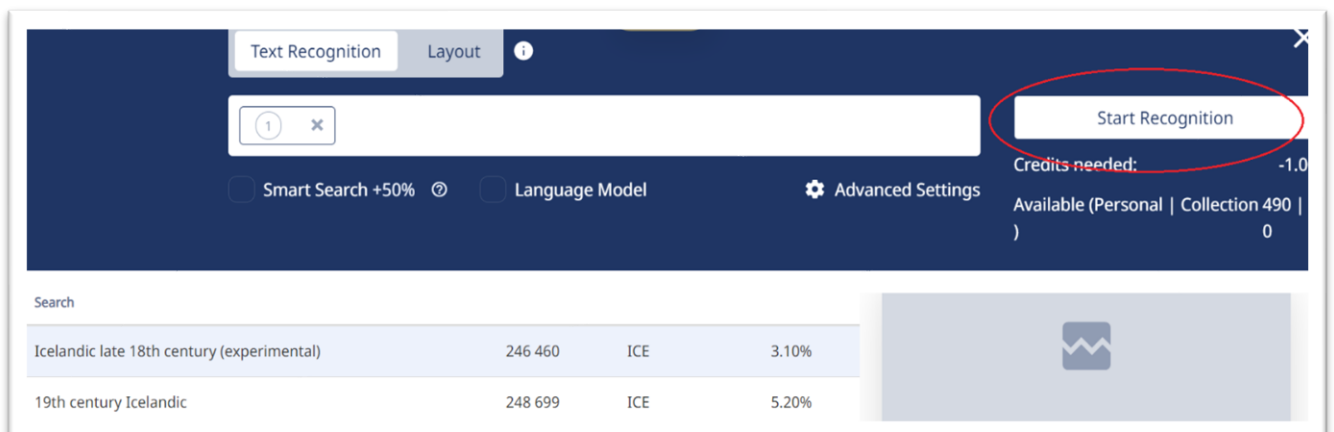 Text Recognition Layout
1
Start Recognition
Credits needed: -1.0
Smart Search +50% Language Model Advanced Settings
Available (Personal | Collection 490 |
) 0
Search
Icelandic late 18th century (experimental) 246 460 ICE 3.10%
19th century Icelandic 248 699 ICE 5.20%